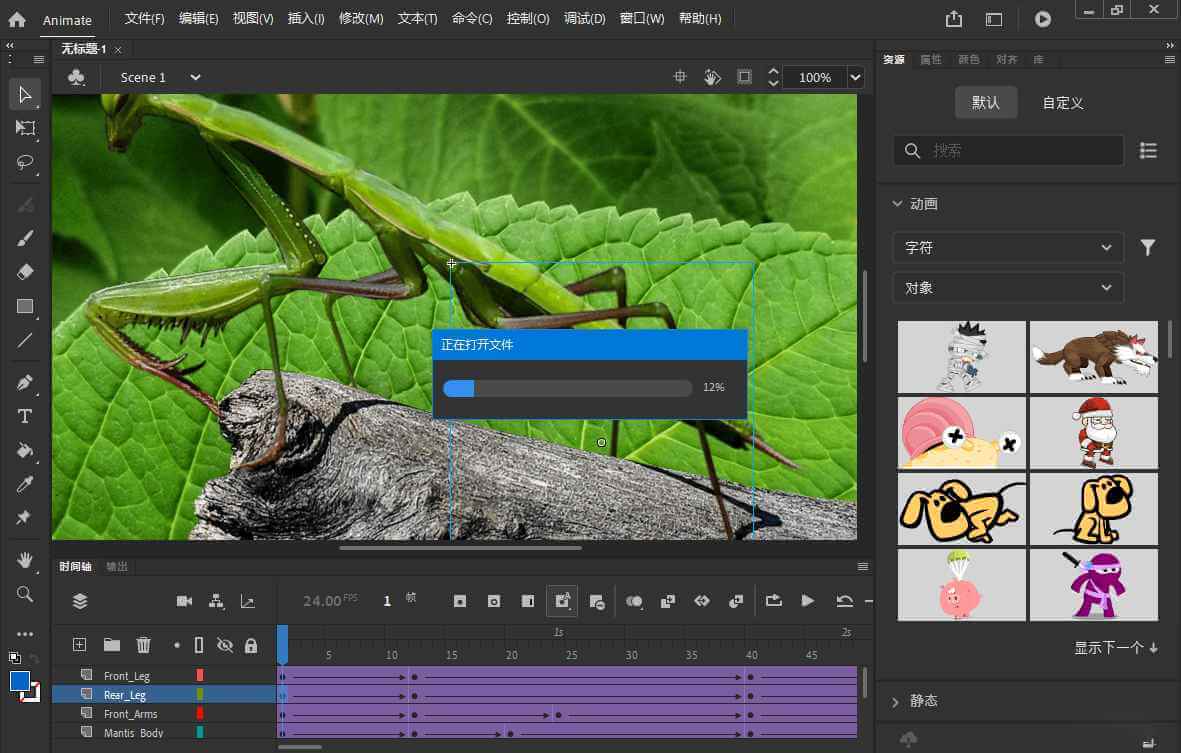 Animate 文件(F) 编辑(E) 视图(V) 插入(I) 修改(M) 文本(T) 命令(C) 控制(O) 调试(D) 窗口(W) 帮助(H)
无标题-1
Scene 1 100%
资源 属性 颜色 对齐 库
默认 自定义
搜索
动画
字符
对象
正在打开文件
12%
显示下一个
静态
时间轴 输出
24.00 FPS 1 帧
1s 2s
5 10 15 20 25 30 35 40 45
Front_Leg
Rear_Leg
Front_Arms
Mantis_Body